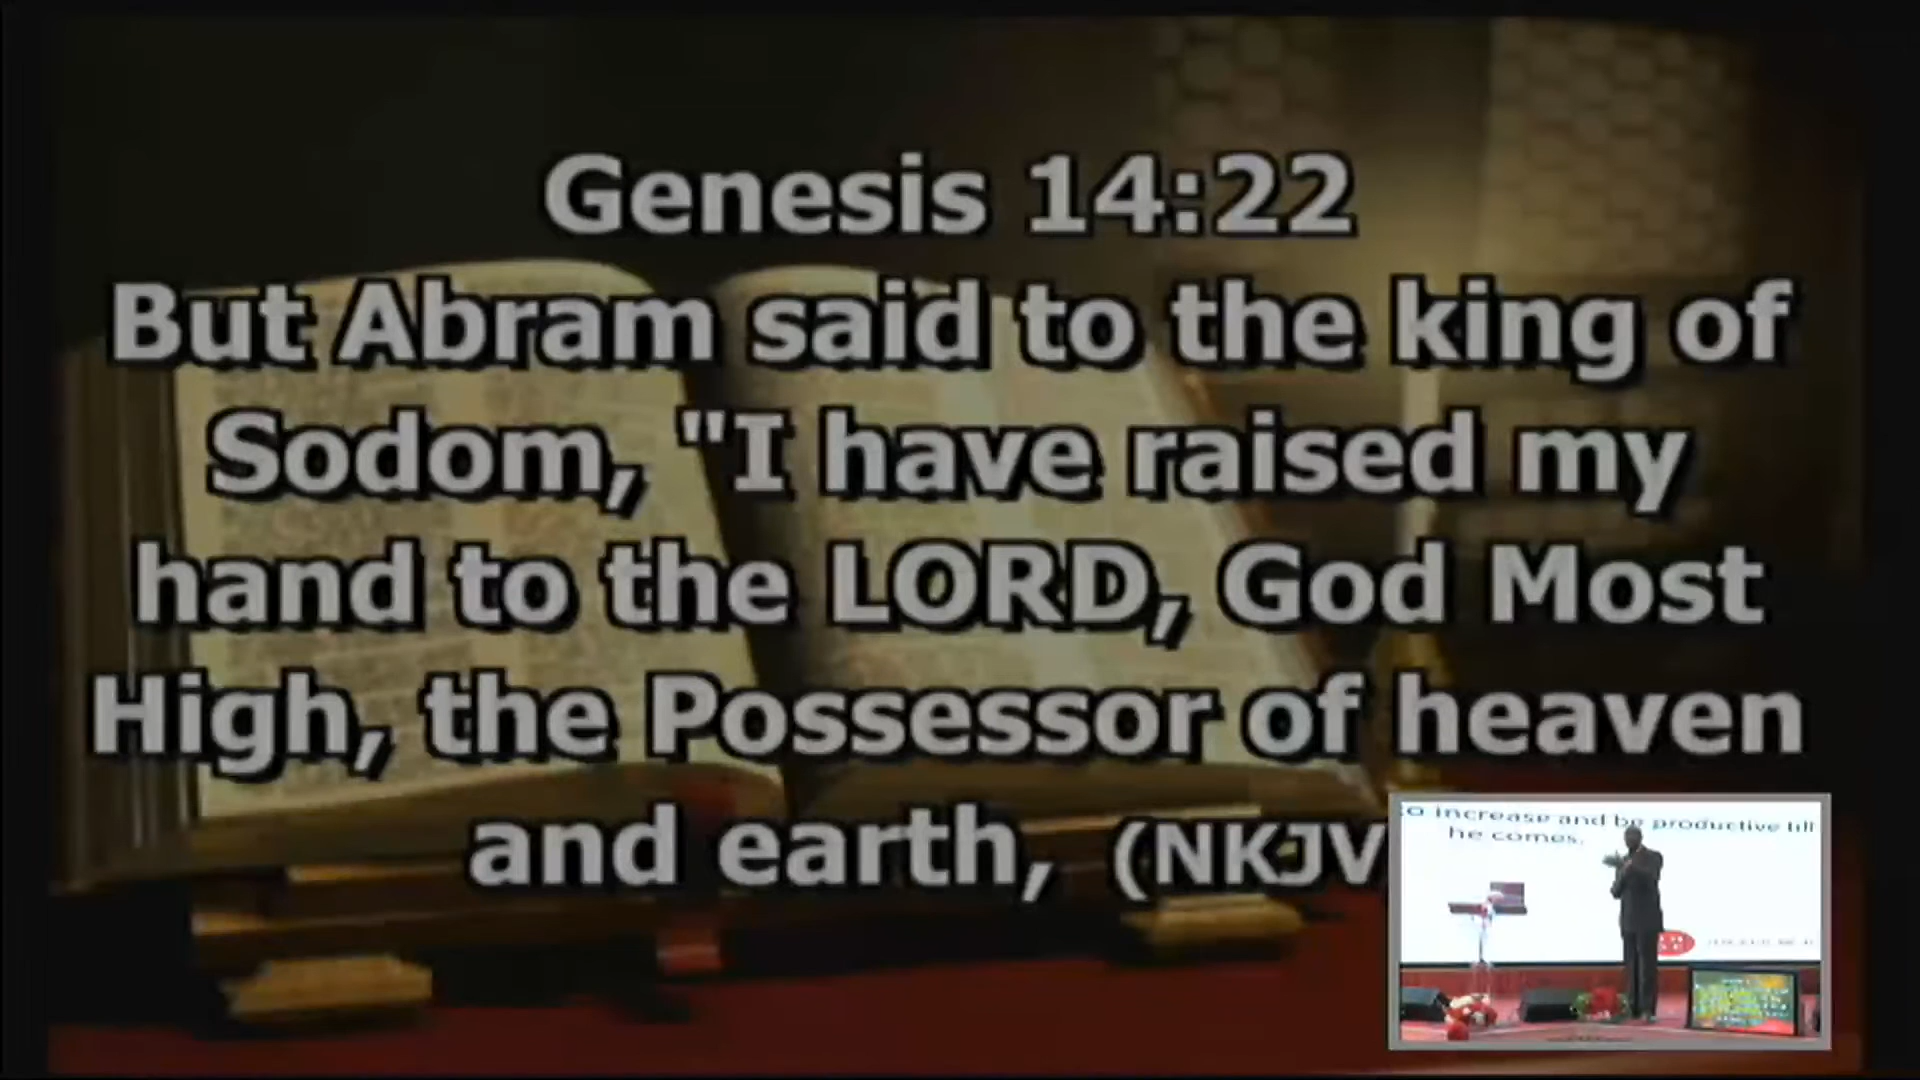 Genesis 14:22
But Abram said to the king of
Sodom, "I have raised my
hand to the LORD, God Most
High, the Possessor of heaven
and earth, (NKJV
to increase and be productive till
he comes.